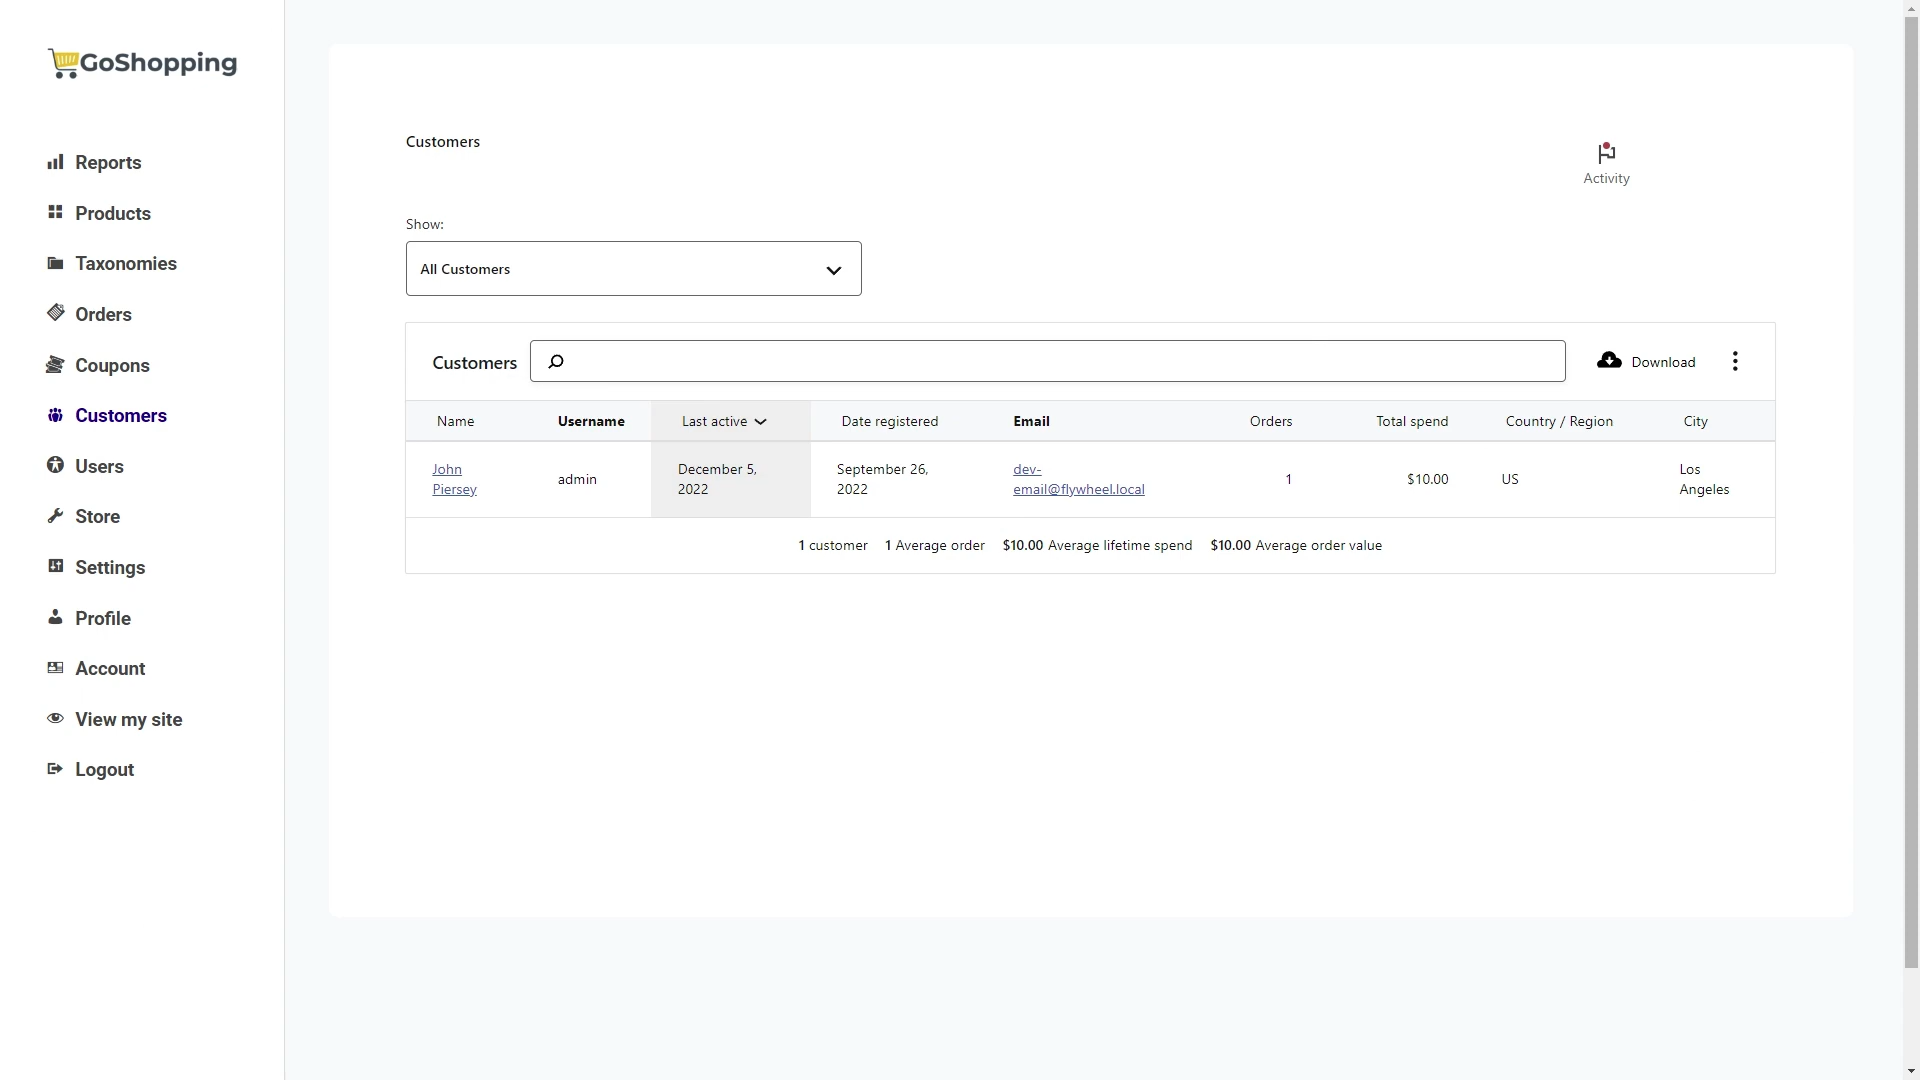 GoShopping
Reports
Products
Taxonomies
Orders
Coupons
Customers
Users
Store
Settings
Profile
Account
View my site
Logout
Customers
Activity
Show:
All Customers
Customers
Download
Name Username Last active Date registered Email Orders Total spend Country / Region City
John Piersey admin December 5, 2022 September 26, 2022 dev-email@flywheel.local 1 $10.00 US Los Angeles
1 customer 1 Average order $10.00 Average lifetime spend $10.00 Average order value